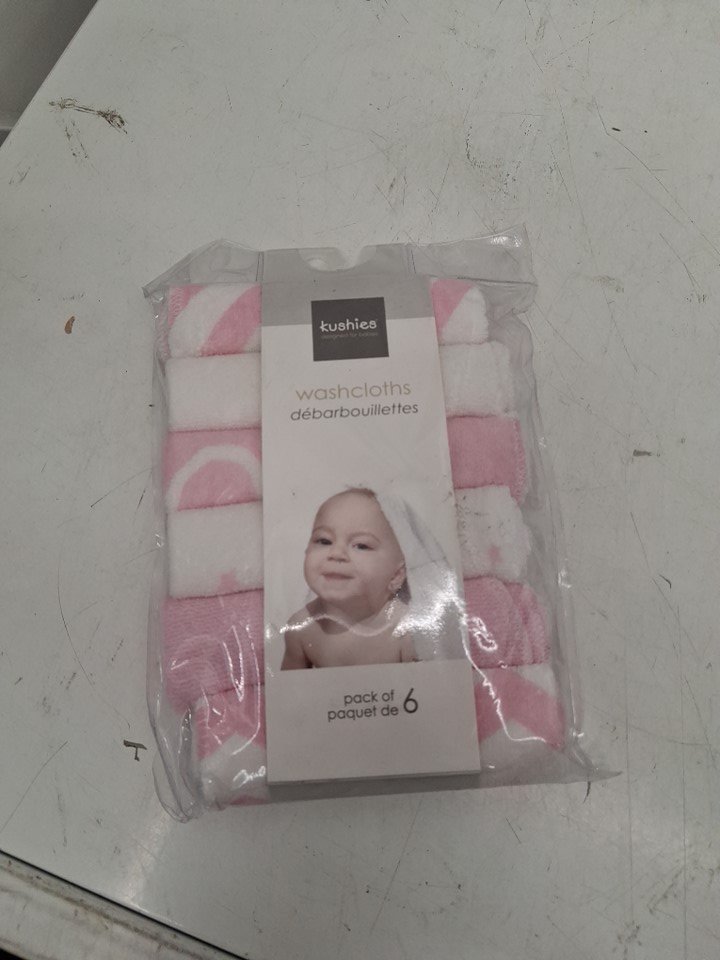 kushies
designed for babies
washcloths
débarbouillettes
pack of 6
paquet de